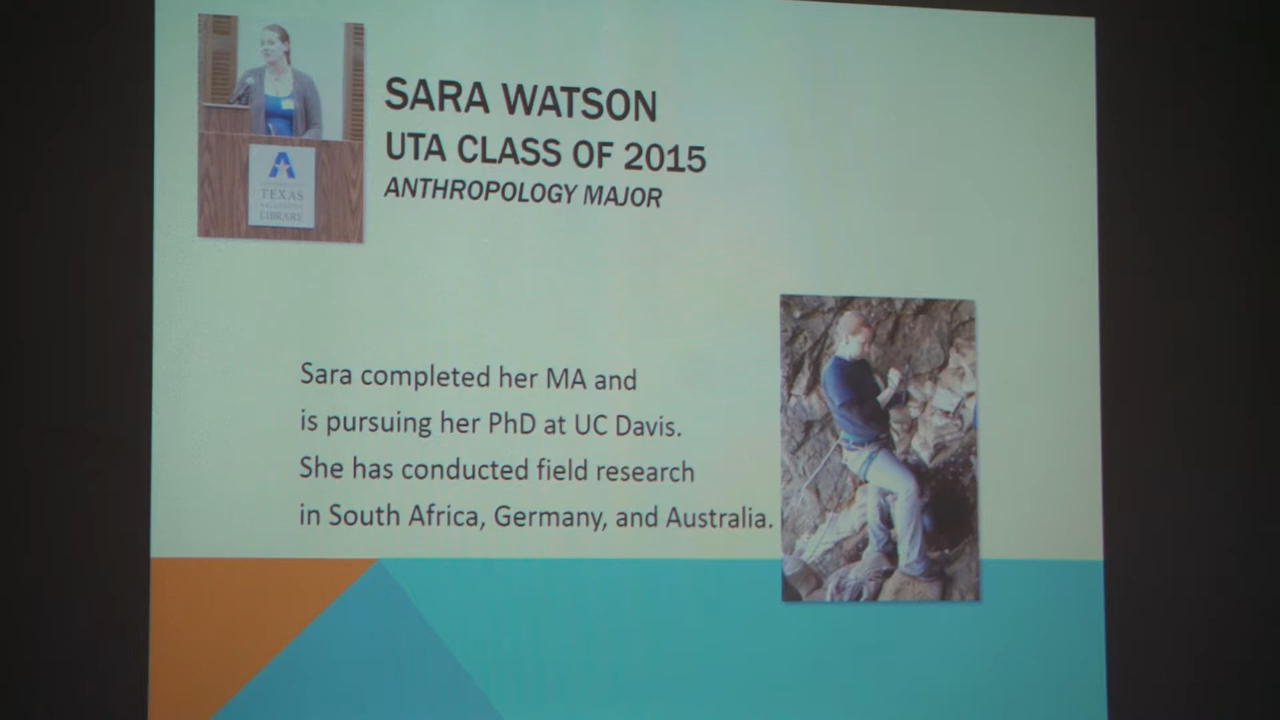 SARA WATSON
UTA CLASS OF 2015
ANTHROPOLOGY MAJOR
TEXAS
LIBRARY
Sara completed her MA and
is pursuing her PhD at UC Davis.
She has conducted field research
in South Africa, Germany, and Australia.